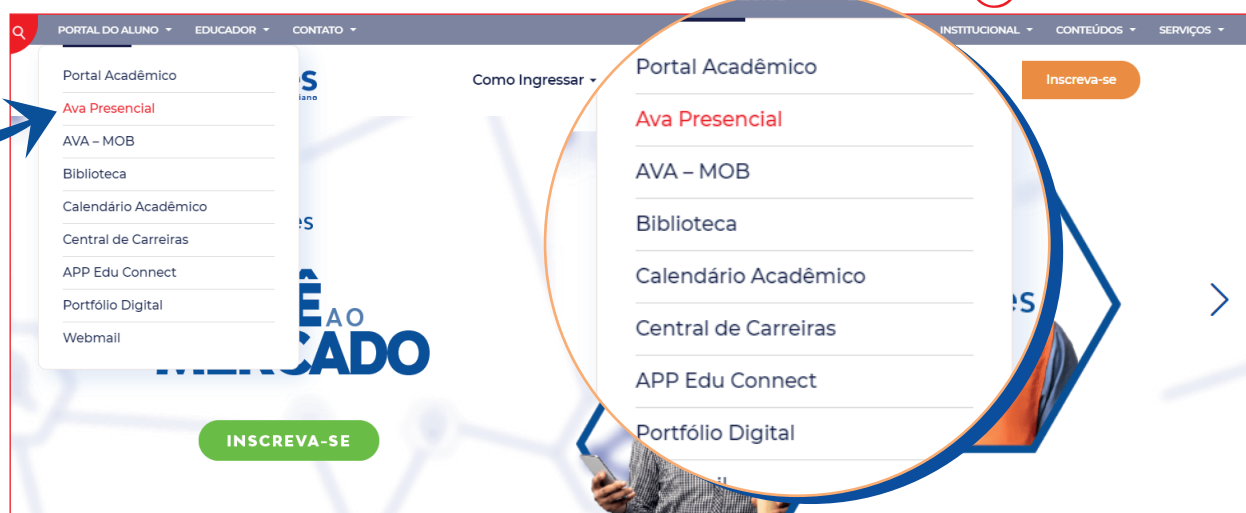 PORTAL DO ALUNO EDUCADOR CONTATO INSTITUCIONAL CONTEÚDOS SERVIÇOS
Como Ingressar
Inscreva-se
Portal Acadêmico
Ava Presencial
AVA – MOB
Biblioteca
Calendário Acadêmico
Central de Carreiras
APP Edu Connect
Portfólio Digital
Webmail
AO
INSCREVA-SE
Portal Acadêmico
Ava Presencial
AVA – MOB
Biblioteca
Calendário Acadêmico
Central de Carreiras
APP Edu Connect
Portfólio Digital